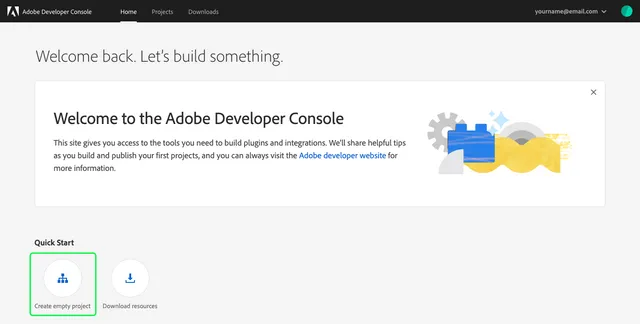 Adobe Developer Console Home Projects Downloads yourname@email.com
Welcome back. Let's build something.
Welcome to the Adobe Developer Console
This site gives you access to the tools you need to build plugins and integrations. We'll share helpful tips
as you build and publish your first projects, and you can always visit the Adobe developer website for
more information.
Quick Start
Create empty project Download resources